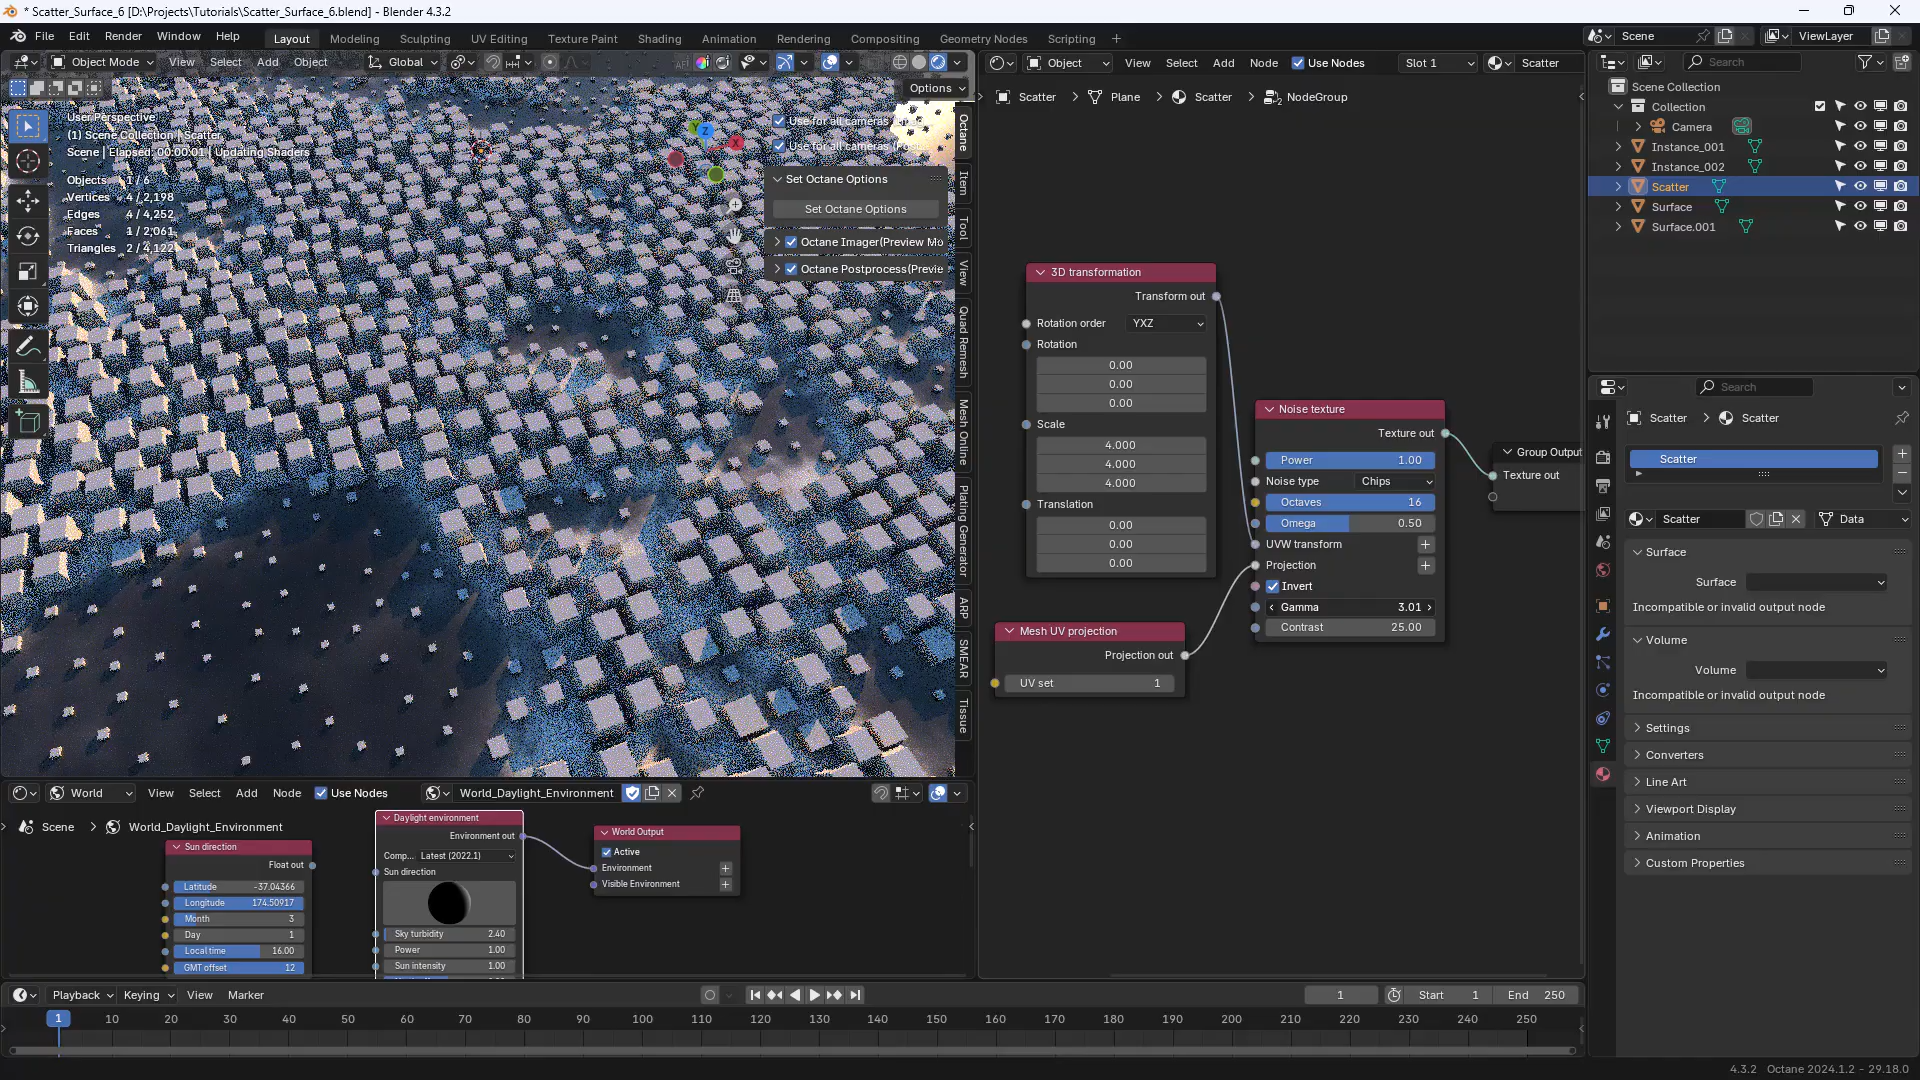 * Scatter_Surface_6 [D:\Projects\Tutorials\Scatter_Surface_6.blend] - Blender 4.3.2
File Edit Render Window Help Layout Modeling Sculpting UV Editing Texture Paint Shading Animation Rendering Compositing Geometry Nodes Scripting + Scene ViewLayer
Object Mode View Select Add Object Global
Options
User Perspective
(1) Scene Collection | Scatter
Scene | Elapsed: 00:00:01 | Updating Shaders
Objects 1 / 6
Vertices 4 / 2,198
Edges 4 / 4,252
Faces 1 / 2,061
Triangles 2 / 4,122
Z
X
Y
Use for all cameras
Use for all cameras
Set Octane Options
Set Octane Options
Octane Imager(Preview Mo
Octane Postprocess(Previe
Octane
Item
Tool
View
Quad Remesh
Mesh Online
Plating Generator
ARP
SMEAR
Tissue
Object View Select Add Node Use Nodes Slot 1 Scatter
Scatter > Plane > Scatter > NodeGroup
3D transformation
Transform out
Rotation order YXZ
Rotation
0.00
0.00
0.00
Scale
4.000
4.000
4.000
Translation
0.00
0.00
0.00
Mesh UV projection
Projection out
UV set 1
Noise texture
Texture out
Power 1.00
Noise type Chips
Octaves 16
Omega 0.50
UVW transform
Projection
Invert
Gamma 3.01
Contrast 25.00
Group Output
Texture out
Search
Scene Collection
Collection
Camera
Instance_001
Instance_002
Scatter
Surface
Surface.001
Search
Scatter > Scatter
Scatter
Scatter Data
Surface
Surface
Incompatible or invalid output node
Volume
Volume
Incompatible or invalid output node
Settings
Converters
Line Art
Viewport Display
Animation
Custom Properties
World View Select Add Node Use Nodes World_Daylight_Environment
Scene > World_Daylight_Environment
Sun direction
Float out
Latitude -37.04366
Longitude 174.50917
Month 3
Day 1
Local time 16.00
GMT offset 12
Daylight environment
Environment out
Comp... Latest (2022.1)
Sun direction
Sky turbidity 2.40
Power 1.00
Sun intensity 1.00
World Output
Active
Environment
Visible Environment
Playback Keying View Marker 1 Start 1 End 250
1 10 20 30 40 50 60 70 80 90 100 110 120 130 140 150 160 170 180 190 200 210 220 230 240 250
4.3.2 Octane 2024.1.2 - 29.18.0